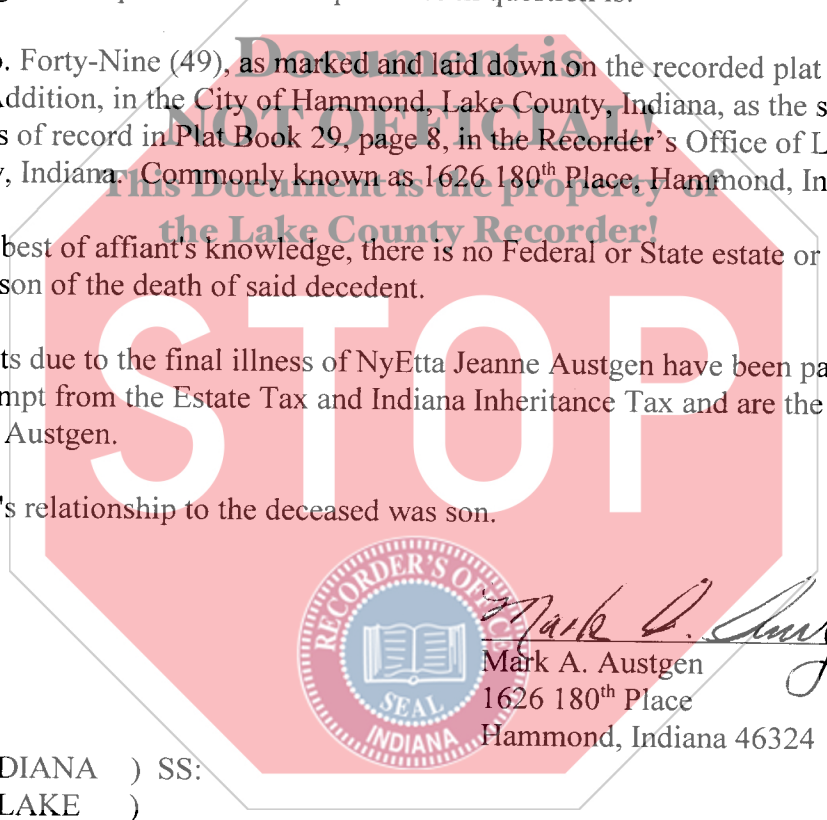 . Forty-Nine (49), as marked and laid down on the recorded plat
Addition, in the City of Hammond, Lake County, Indiana, as the s
s of record in Plat Book 29, page 8, in the Recorder's Office of L
, Indiana. Commonly known as 1626 180th Place, Hammond, In
Document is
NOT OFFICIAL!
This Document is the property of
the Lake County Recorder!
best of affiant's knowledge, there is no Federal or State estate or
son of the death of said decedent.
ts due to the final illness of NyEtta Jeanne Austgen have been pa
mpt from the Estate Tax and Indiana Inheritance Tax and are the
Austgen.
's relationship to the deceased was son.
STOP
RECORDER'S OFFICE
SEAL
INDIANA
Mark A. Austgen
1626 180th Place
Hammond, Indiana 46324
DIANA ) SS:
LAKE )